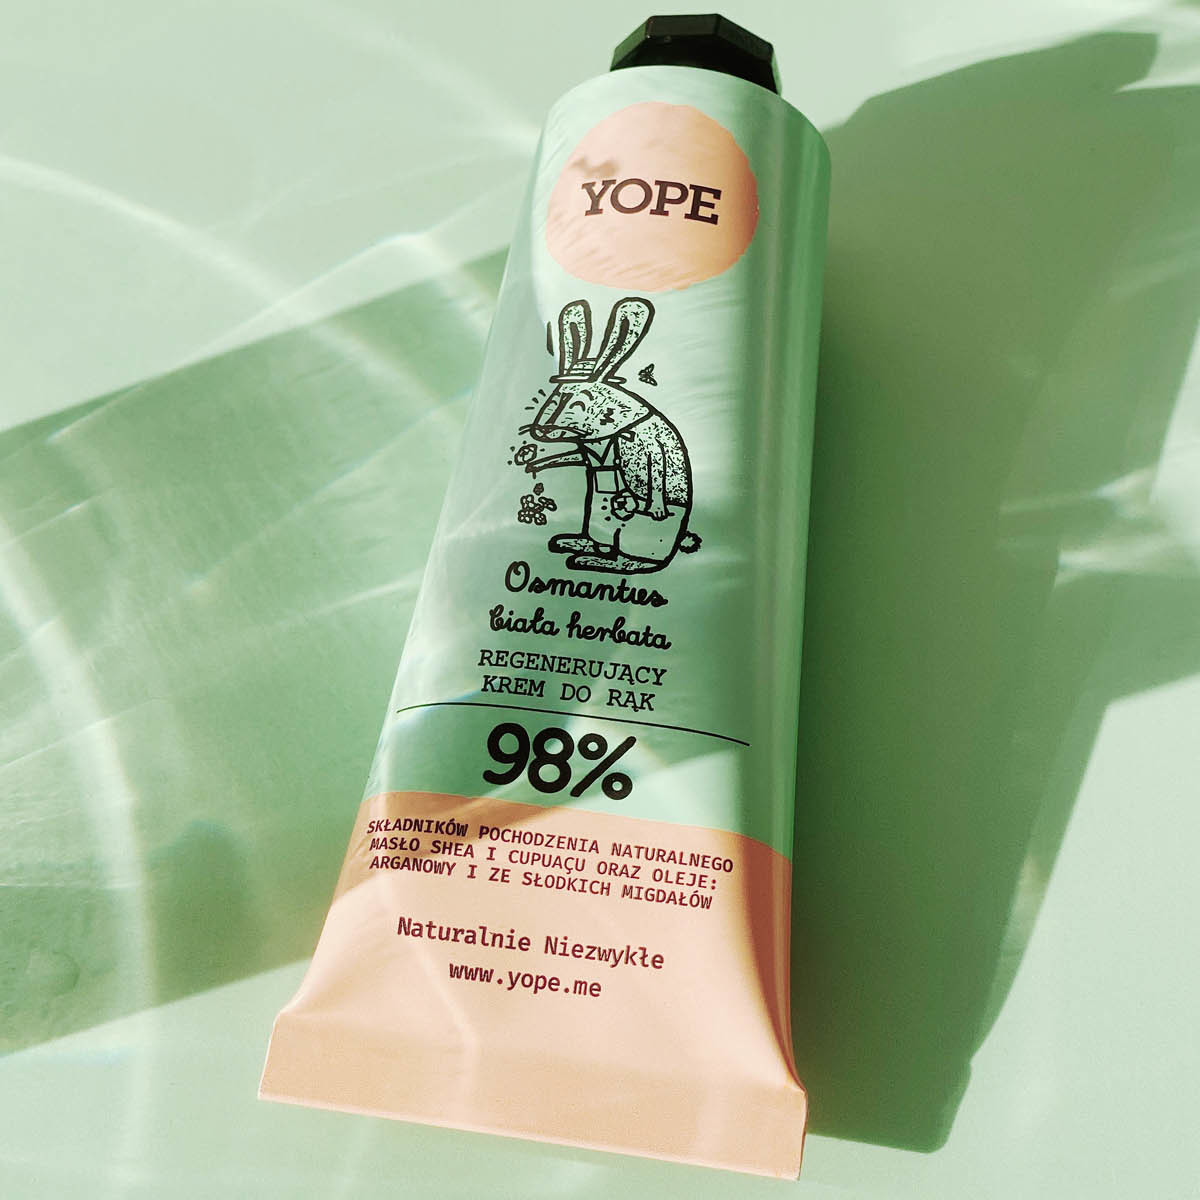 YOPE
Osmantus
biała herbata
REGENERUJĄCY
KREM DO RĄK
98%
SKŁADNIKÓW POCHODZENIA NATURALNEGO
MASŁO SHEA I CUPUAÇU ORAZ OLEJE:
ARGANOWY I ZE SŁODKICH MIGDAŁÓW
Naturalnie Niezwykłe
www.yope.me